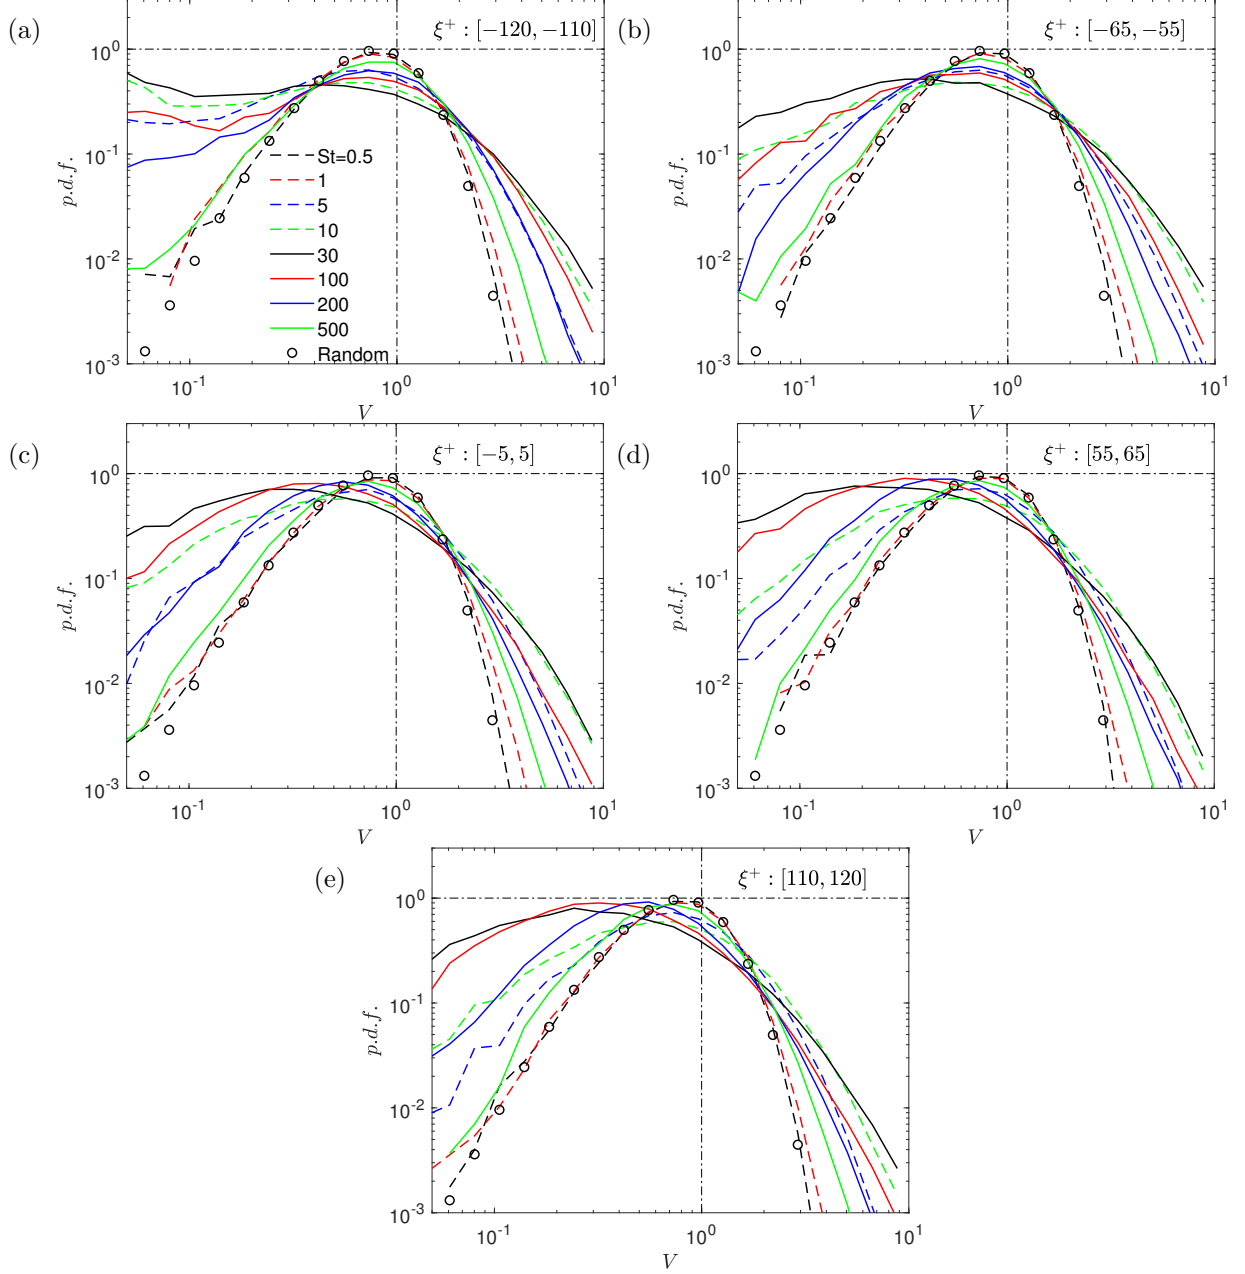 (a)
ξ⁺ : [−120, −110]
10⁰
10⁻¹
10⁻²
10⁻³
p.d.f.
St=0.5
1
5
10
30
100
200
500
Random
10⁻¹
10⁰
10¹
V
(b)
ξ⁺ : [−65, −55]
10⁰
10⁻¹
10⁻²
10⁻³
p.d.f.
10⁻¹
10⁰
10¹
V
(c)
ξ⁺ : [−5, 5]
10⁰
10⁻¹
10⁻²
10⁻³
p.d.f.
10⁻¹
10⁰
10¹
V
(d)
ξ⁺ : [55, 65]
10⁰
10⁻¹
10⁻²
10⁻³
p.d.f.
10⁻¹
10⁰
10¹
V
(e)
ξ⁺ : [110, 120]
10⁰
10⁻¹
10⁻²
10⁻³
p.d.f.
10⁻¹
10⁰
10¹
V